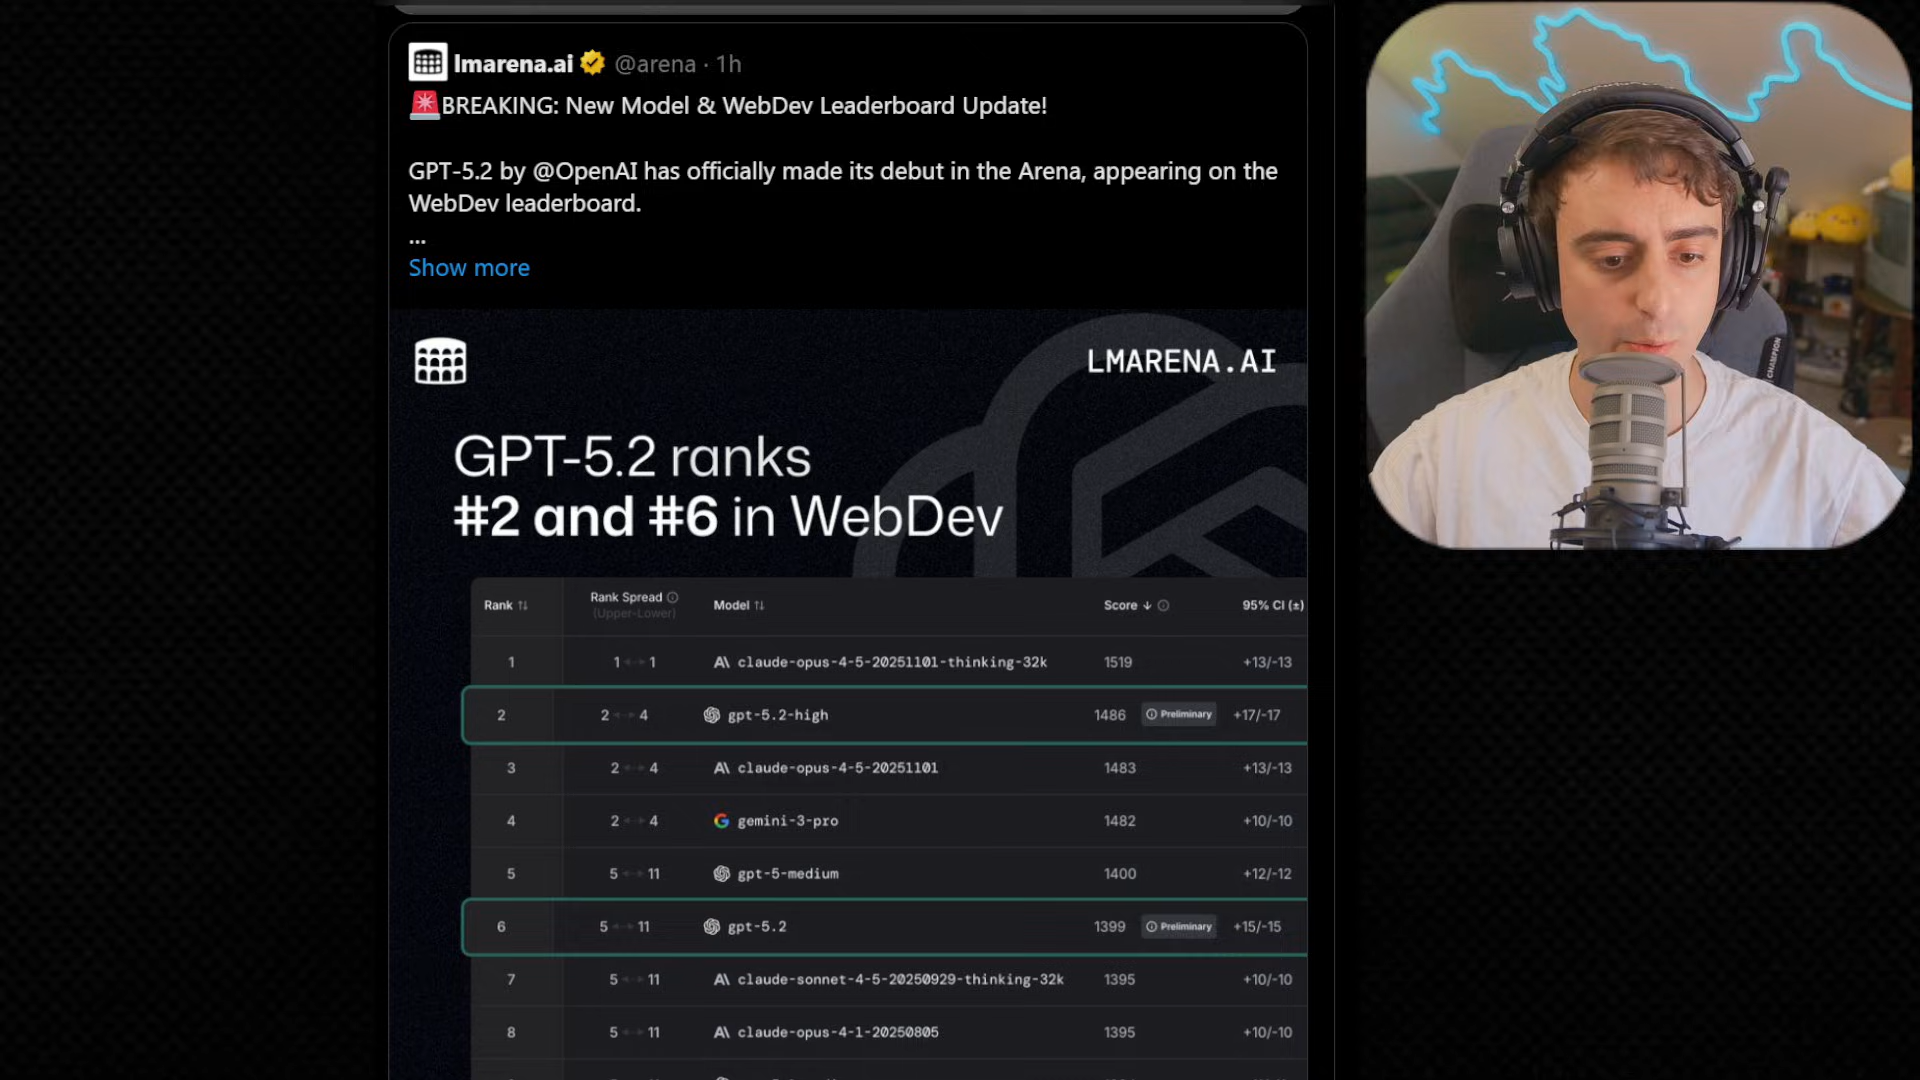 lmarena.ai @arena · 1h
🚨BREAKING: New Model & WebDev Leaderboard Update!
GPT-5.2 by @OpenAI has officially made its debut in the Arena, appearing on the
WebDev leaderboard.
...
Show more
LMARENA.AI
GPT-5.2 ranks
#2 and #6 in WebDev
Rank Rank Spread (Upper-Lower) Model Score 95% CI (±)
1 1 1 claude-opus-4-5-20251101-thinking-32k 1519 +13/-13
2 2 4 gpt-5.2-high 1486 Preliminary +17/-17
3 2 4 claude-opus-4-5-20251101 1483 +13/-13
4 2 4 gemini-3-pro 1482 +10/-10
5 5 11 gpt-5-medium 1400 +12/-12
6 5 11 gpt-5.2 1399 Preliminary +15/-15
7 5 11 claude-sonnet-4-5-20250929-thinking-32k 1395 +10/-10
8 5 11 claude-opus-4-1-20250805 1395 +10/-10
CHAMPION